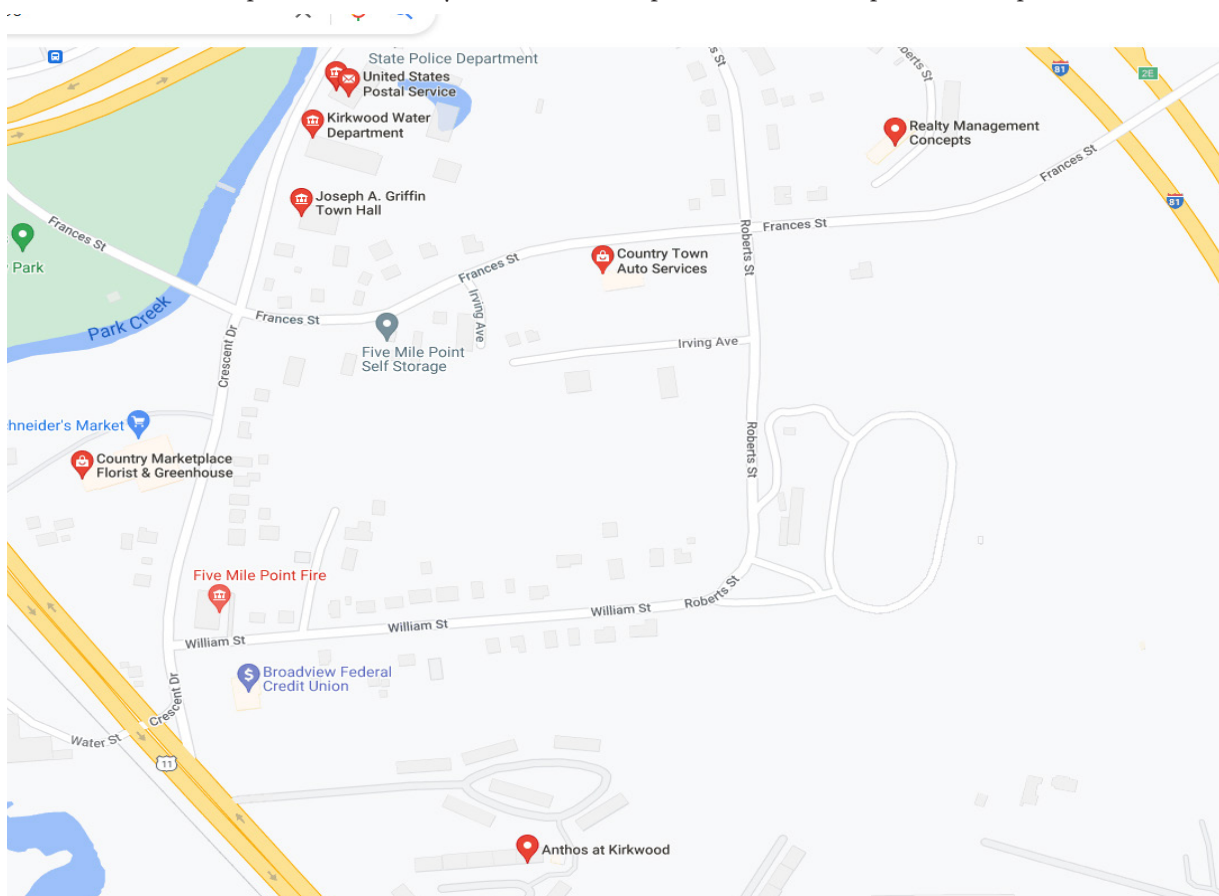 State Police Department
United States
Postal Service
Kirkwood Water
Department
Joseph A. Griffin
Town Hall
Realty Management
Concepts
Roberts St
81
2E
81
Frances St
Frances St
Frances St
Roberts St
Park
Park Creek
Frances St
Frances St
Country Town
Auto Services
Irving Ave
Irving Ave
Five Mile Point
Self Storage
Crescent Dr
Roberts St
hneider's Market
Country Marketplace
Florist & Greenhouse
Five Mile Point Fire
William St
William St
William St
Roberts St
Broadview Federal
Credit Union
Crescent Dr
Water St
11
Anthos at Kirkwood